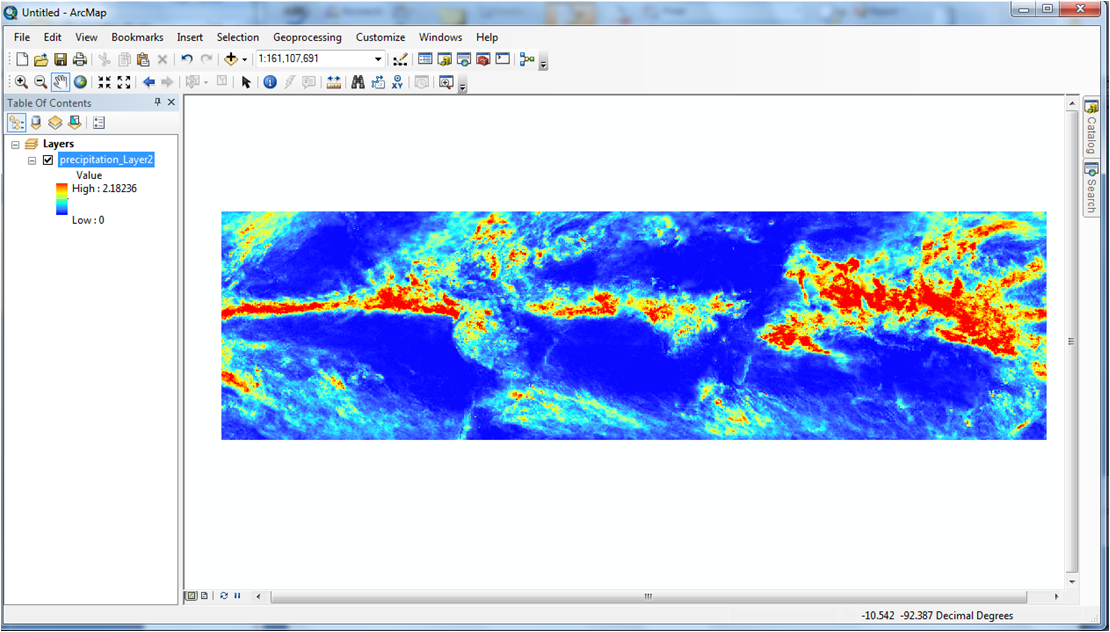 Untitled - ArcMap
File Edit View Bookmarks Insert Selection Geoprocessing Customize Windows Help
1:161,107,691
Table Of Contents
Layers
precipitation_Layer2
Value
High : 2.18236
Low : 0
Catalog
Search
-10.542 -92.387 Decimal Degrees